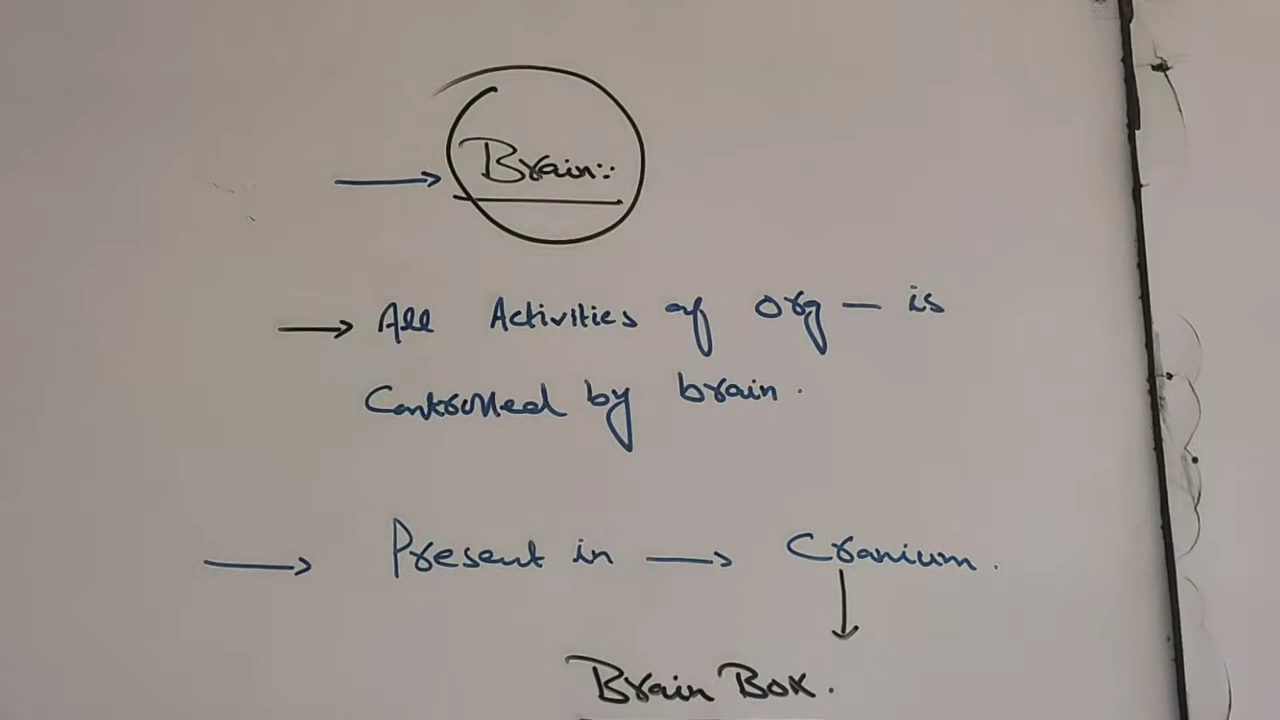 → Brain:-
→ All Activities of Org — is
Controlled by brain.
→ Present in → Cranium.
↓
Brain Box.